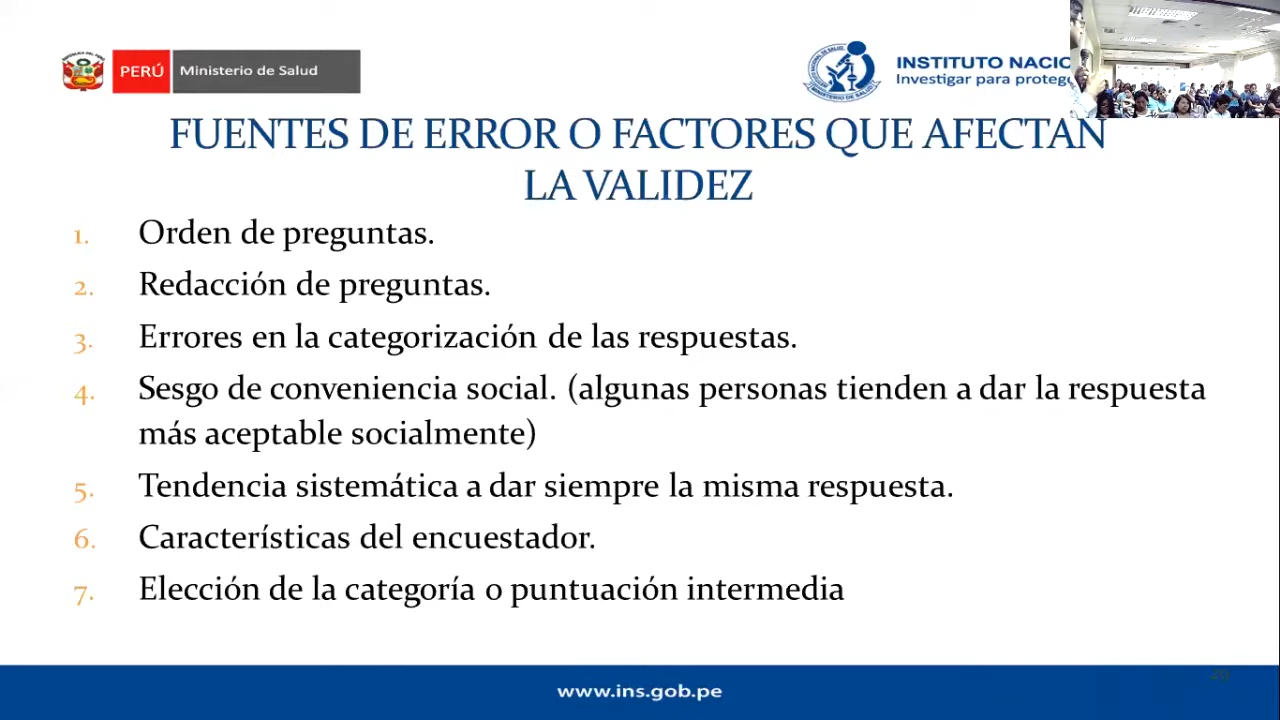 PERÚ Ministerio de Salud
INSTITUTO NACIO
Investigar para proteg
FUENTES DE ERROR O FACTORES QUE AFECTAN
LA VALIDEZ
1. Orden de preguntas.
2. Redacción de preguntas.
3. Errores en la categorización de las respuestas.
4. Sesgo de conveniencia social. (algunas personas tienden a dar la respuesta
más aceptable socialmente)
5. Tendencia sistemática a dar siempre la misma respuesta.
6. Características del encuestador.
7. Elección de la categoría o puntuación intermedia
www.ins.gob.pe